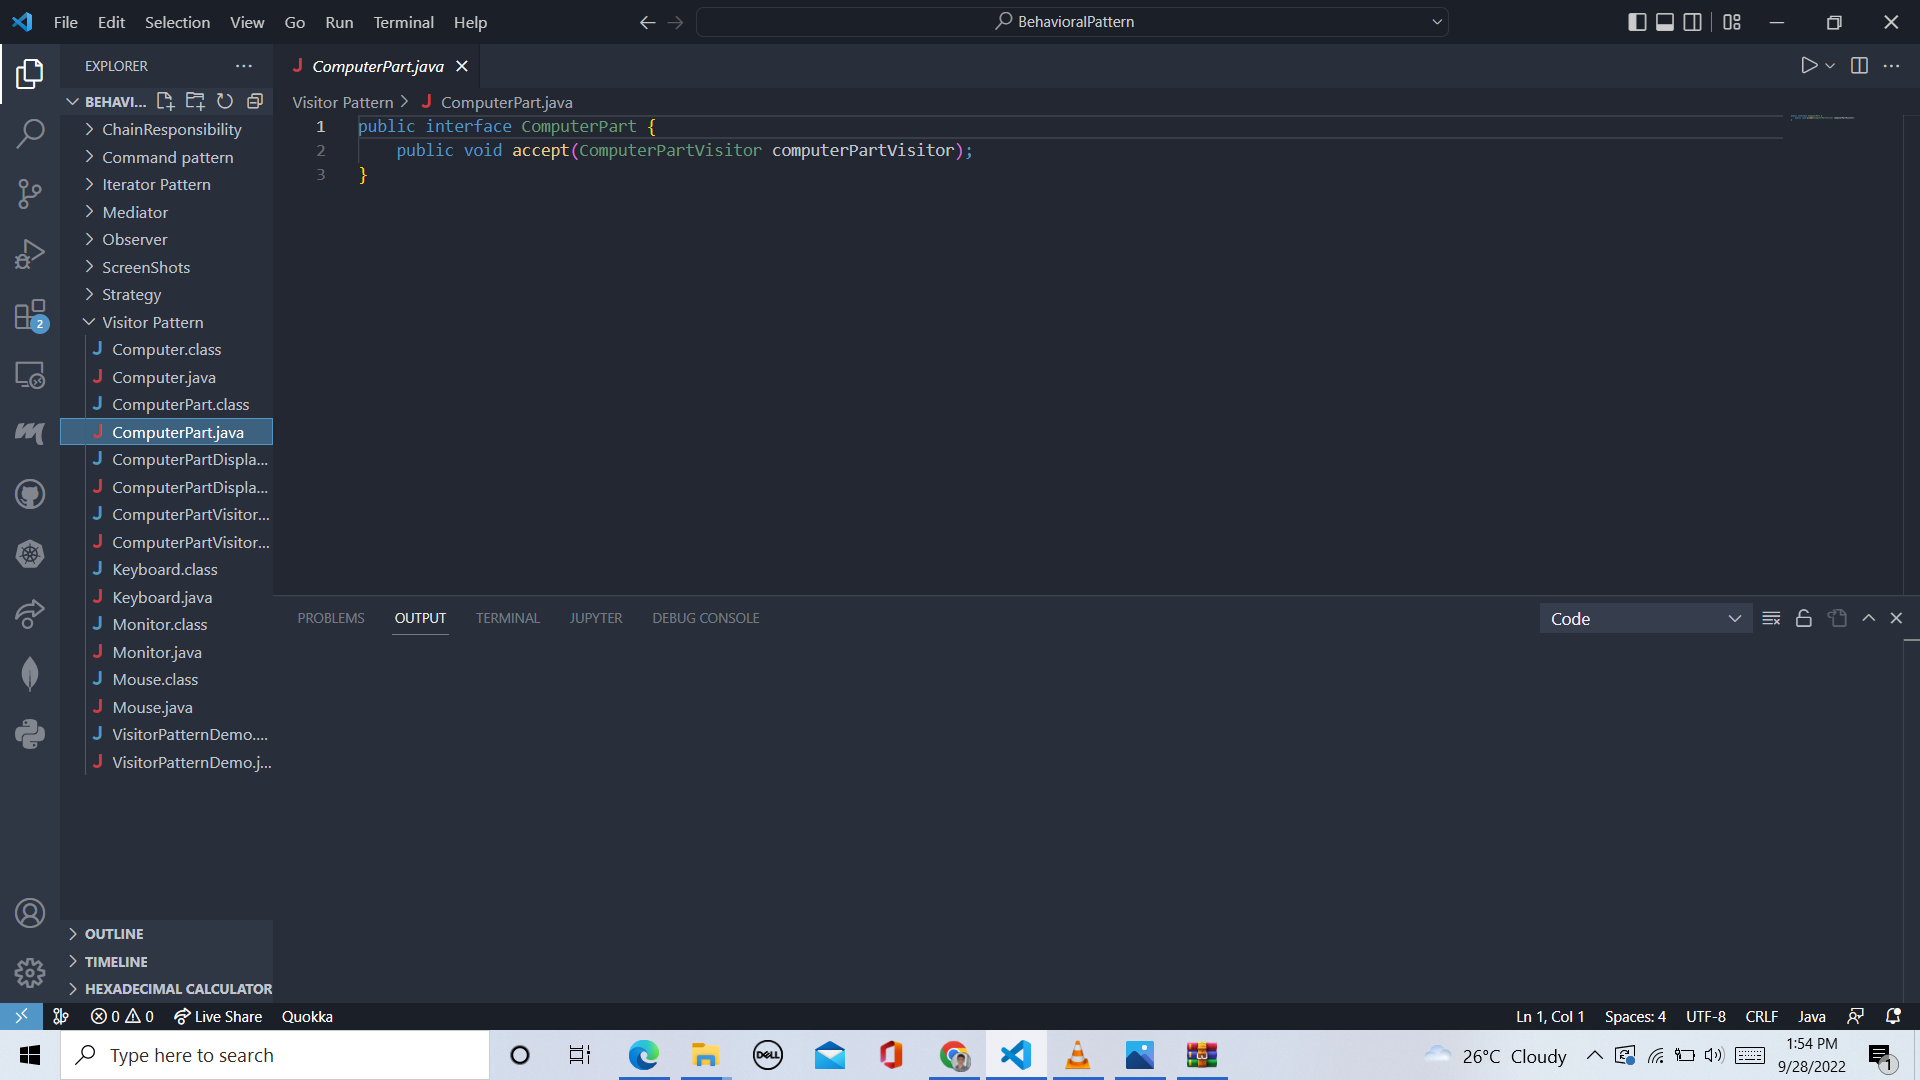 File Edit Selection View Go Run Terminal Help
BehavioralPattern
EXPLORER
ComputerPart.java
BEHAVI...
Visitor Pattern > ComputerPart.java
ChainResponsibility
Command pattern
Iterator Pattern
Mediator
Observer
ScreenShots
Strategy
Visitor Pattern
Computer.class
Computer.java
ComputerPart.class
ComputerPart.java
ComputerPartDispla...
ComputerPartDispla...
ComputerPartVisitor...
ComputerPartVisitor...
Keyboard.class
Keyboard.java
Monitor.class
Monitor.java
Mouse.class
Mouse.java
VisitorPatternDemo....
VisitorPatternDemo.j...
OUTLINE
TIMELINE
HEXADECIMAL CALCULATOR
2
1 public interface ComputerPart {
2     public void accept(ComputerPartVisitor computerPartVisitor);
3 }
PROBLEMS OUTPUT TERMINAL JUPYTER DEBUG CONSOLE
Code
0 0 Live Share Quokka
Ln 1, Col 1 Spaces: 4 UTF-8 CRLF Java
Type here to search
DELL
26°C Cloudy
1:54 PM
9/28/2022
1